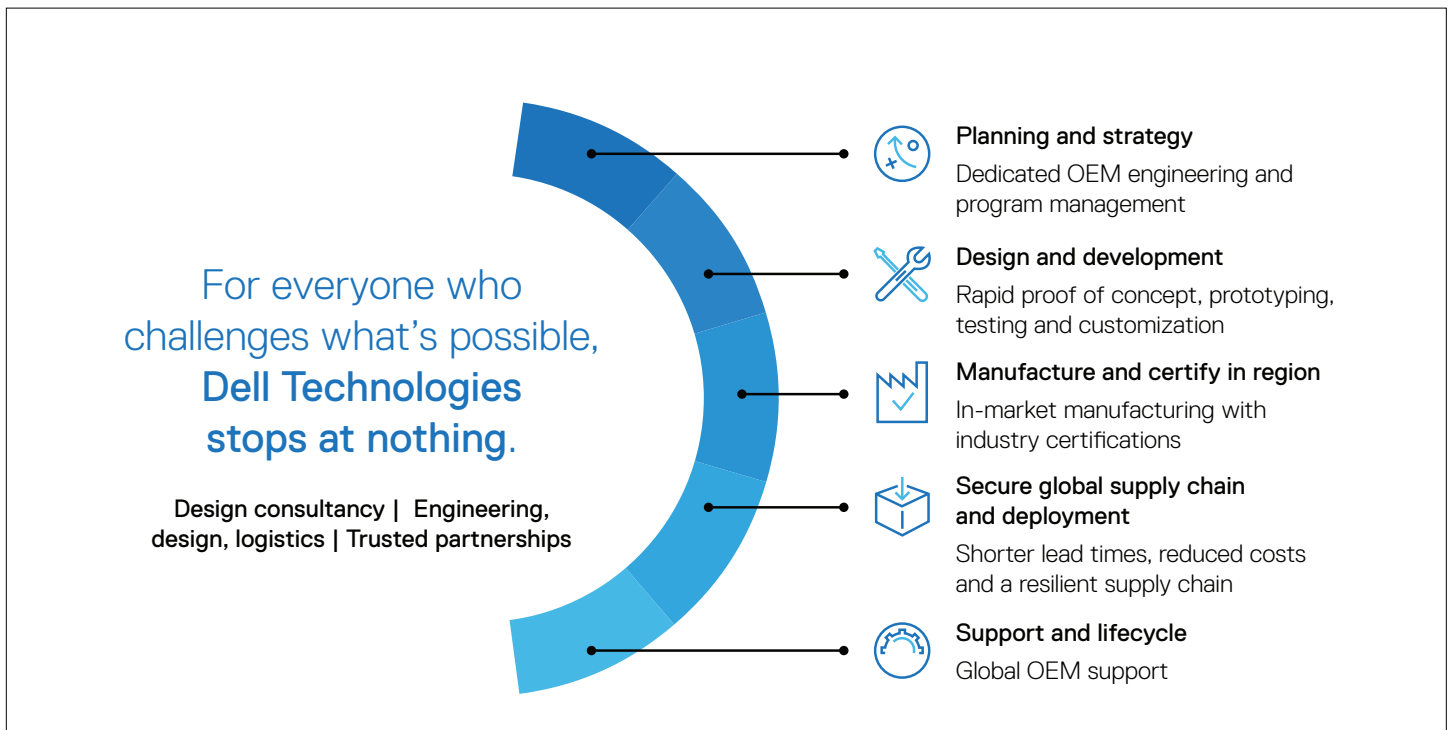 For everyone who
challenges what’s possible,
Dell Technologies
stops at nothing.
Design consultancy | Engineering,
design, logistics | Trusted partnerships
Planning and strategy
Dedicated OEM engineering and
program management
Design and development
Rapid proof of concept, prototyping,
testing and customization
Manufacture and certify in region
In-market manufacturing with
industry certifications
Secure global supply chain
and deployment
Shorter lead times, reduced costs
and a resilient supply chain
Support and lifecycle
Global OEM support